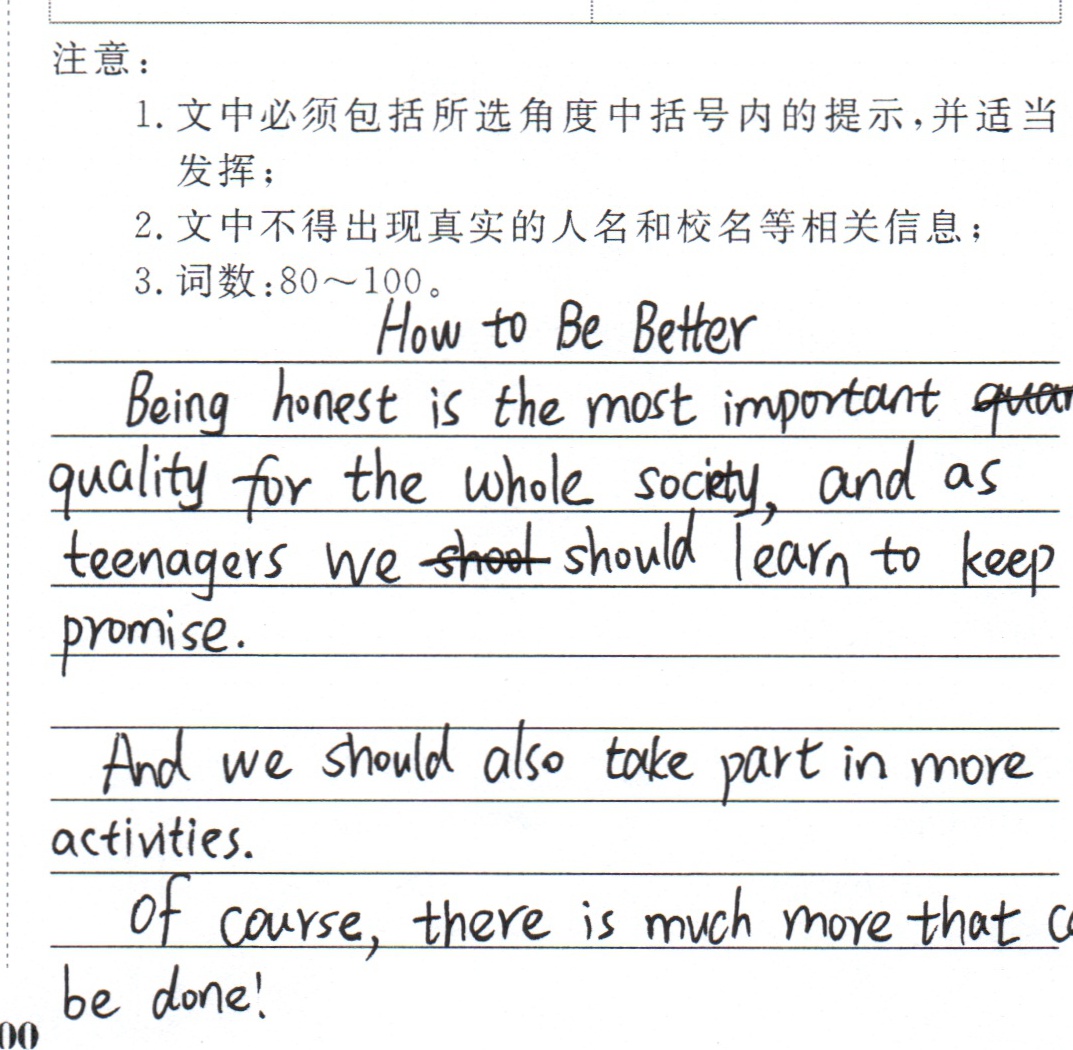 注意：
1. 文中必须包括所选角度中括号内的提示，并适当
发挥；
2. 文中不得出现真实的人名和校名等相关信息；
3. 词数：80～100。
How to Be Better
Being honest is the most important
quality for the whole society, and as
teenagers we should learn to keep
promise.
And we should also take part in more
activities.
Of course, there is much more that
be done!
00